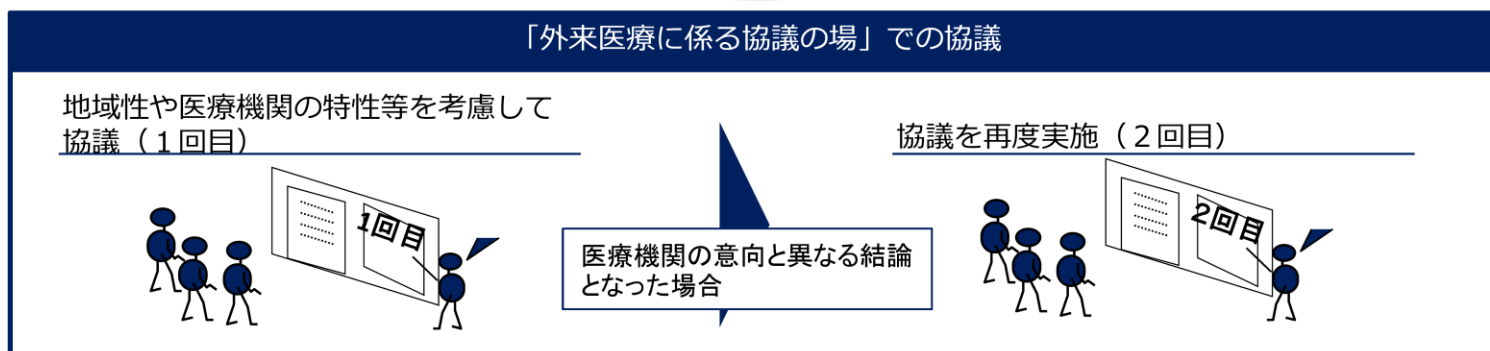 「外来医療に係る協議の場」での協議
地域性や医療機関の特性等を考慮して
協議（１回目）
1回目
医療機関の意向と異なる結論
となった場合
協議を再度実施（２回目）
2回目